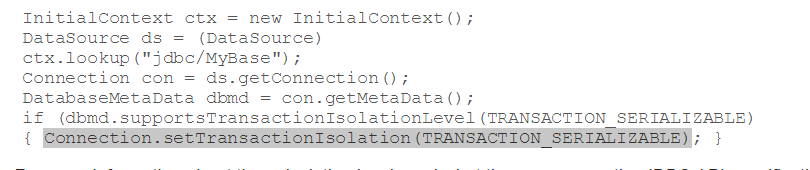 InitialContext ctx = new InitialContext();
DataSource ds = (DataSource)
ctx.lookup("jdbc/MyBase");
Connection con = ds.getConnection();
DatabaseMetaData dbmd = con.getMetaData();
if (dbmd.supportsTransactionIsolationLevel(TRANSACTION_SERIALIZABLE)
{ Connection.setTransactionIsolation(TRANSACTION_SERIALIZABLE); }